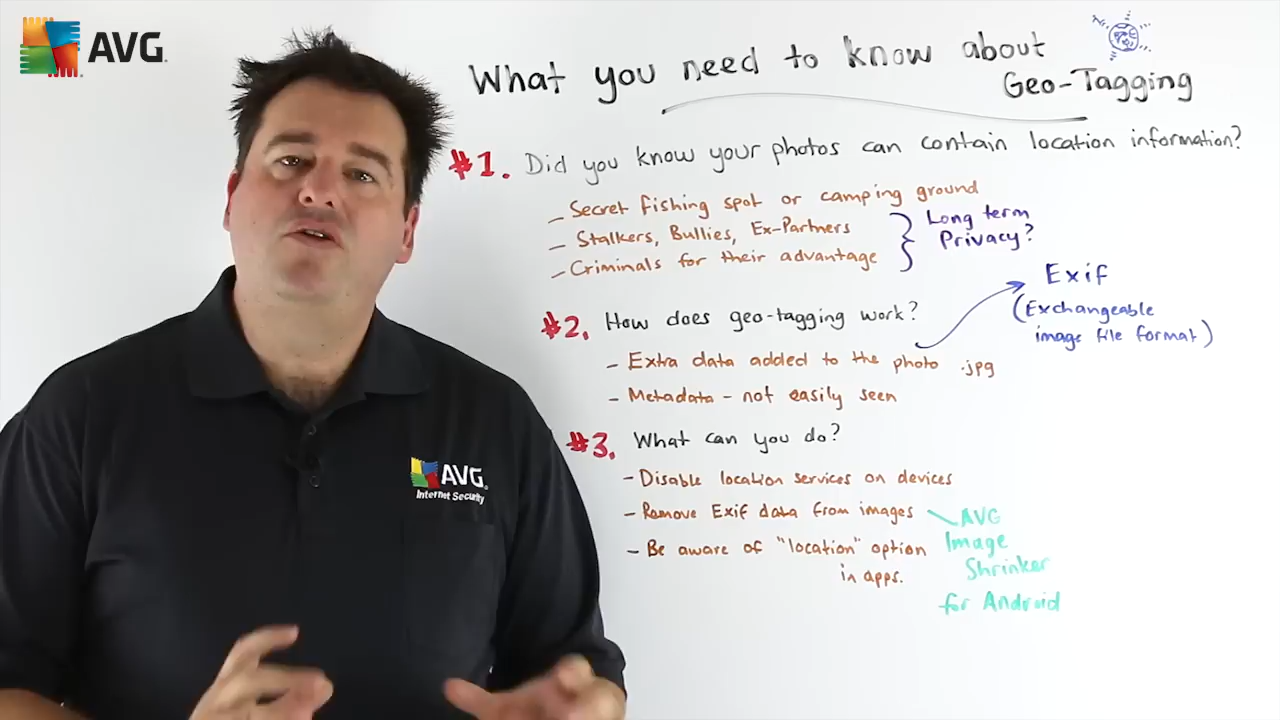 AVG.
What you need to know about
Geo-Tagging
#1. Did you know your photos can contain location information?
- Secret fishing spot or camping ground
- Stalkers, Bullies, Ex-Partners
- Criminals for their advantage
Long term
Privacy?
#2. How does geo-tagging work?
- Extra data added to the photo .jpg
- Metadata - not easily seen
Exif
(Exchangeable
image file format)
#3. What can you do?
- Disable location services on devices
- Remove Exif data from images
- Be aware of "location" option
in apps.
AVG
Image
Shrinker
for Android
AVG.
Internet Security